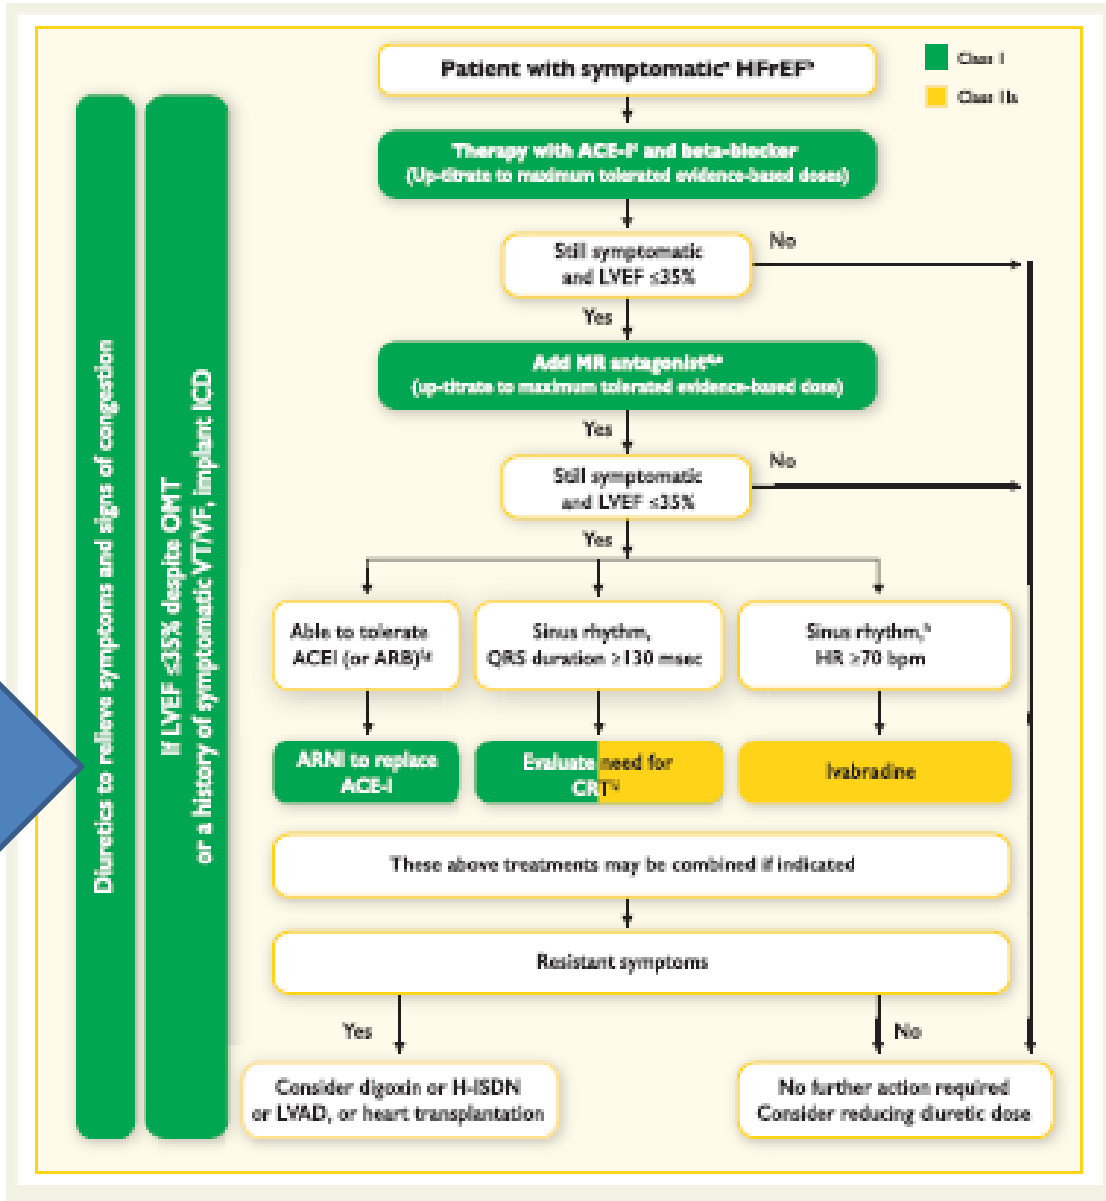 Patient with symptomaticᵃ HFrEFᵇ
Class I
Class IIa
Therapy with ACE-Iᶜ and beta-blocker
(Up-titrate to maximum tolerated evidence-based doses)
Still symptomatic
and LVEF ≤35%
No
Yes
Add MR antagonistᵈ,ᵉ
(up-titrate to maximum tolerated evidence-based dose)
Yes
Still symptomatic
and LVEF ≤35%
No
Yes
Able to tolerate
ACEI (or ARB)ᶠ,ᵍ
Sinus rhythm,
QRS duration ≥130 msec
Sinus rhythm,ʰ
HR ≥70 bpm
ARNI to replace
ACE-I
Evaluate need for
CRTⁱ,ʲ
Ivabradine
These above treatments may be combined if indicated
Resistant symptoms
Yes
No
Consider digoxin or H-ISDN
or LVAD, or heart transplantation
No further action required
Consider reducing diuretic dose
Diuretics to relieve symptoms and signs of congestion
If LVEF ≤35% despite OMT
or a history of symptomatic VT/VF, implant ICD